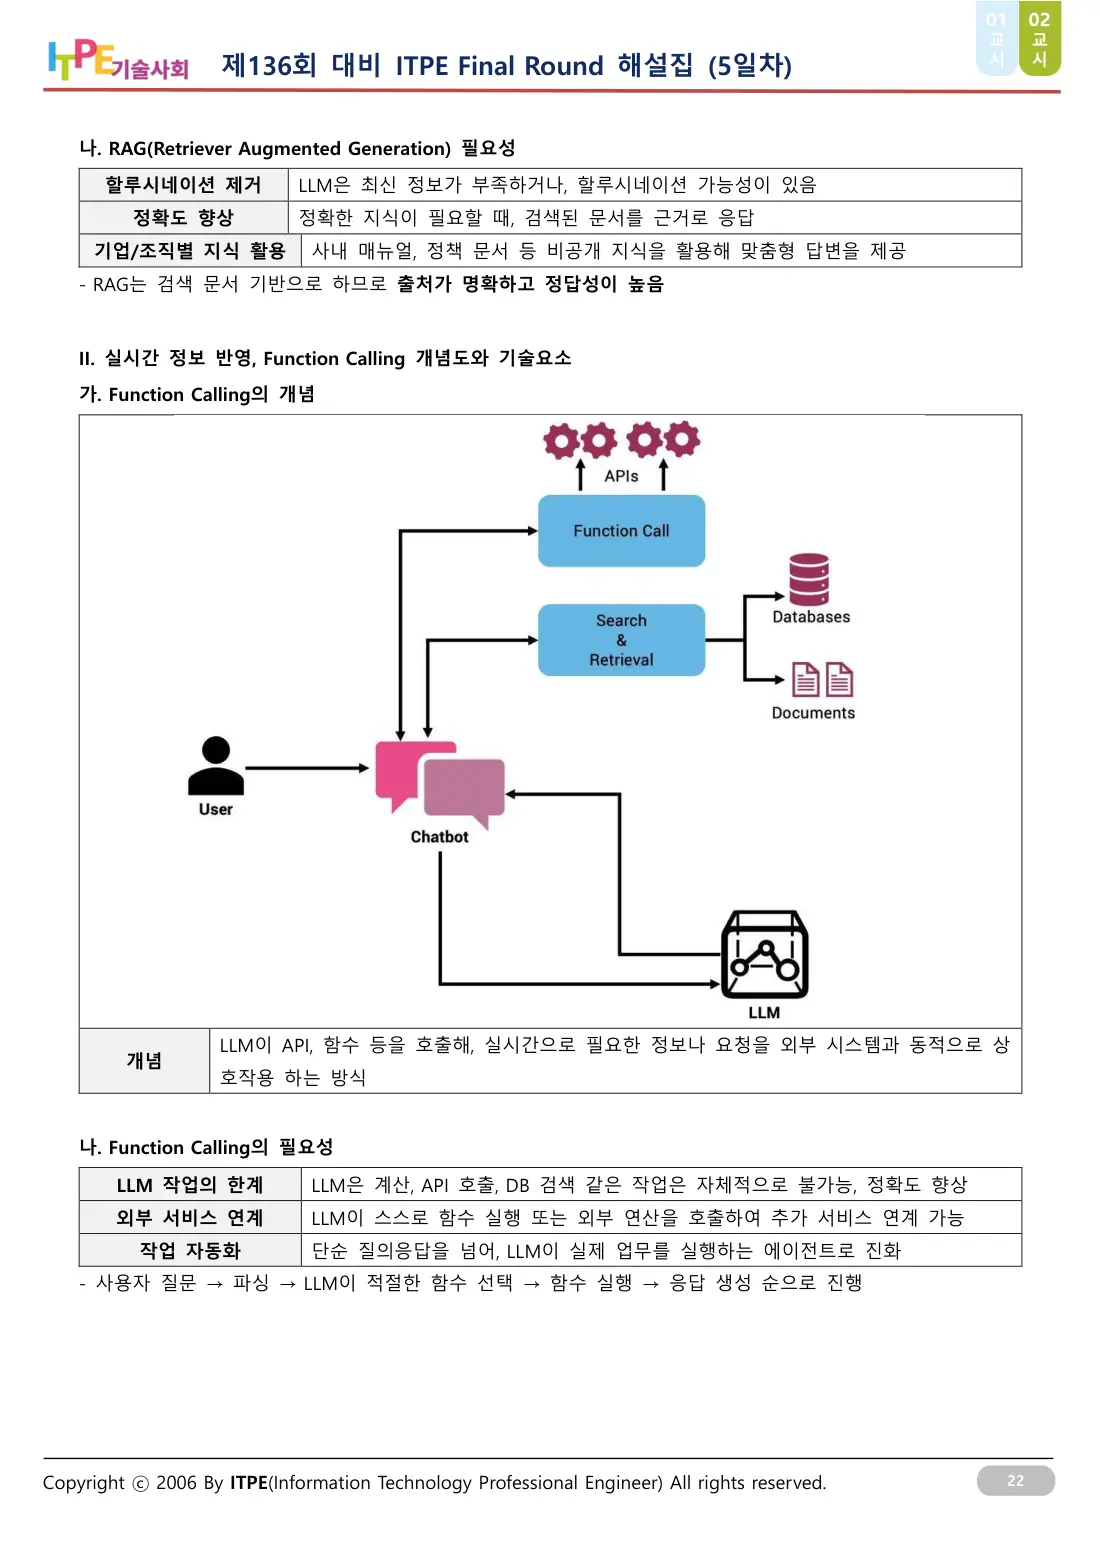 01
교
시
02
교
시
ITPE기술사회 제136회 대비 ITPE Final Round 해설집 (5일차)
나. RAG(Retriever Augmented Generation) 필요성
할루시네이션 제거 LLM은 최신 정보가 부족하거나, 할루시네이션 가능성이 있음
정확도 향상 정확한 지식이 필요할 때, 검색된 문서를 근거로 응답
기업/조직별 지식 활용 사내 매뉴얼, 정책 문서 등 비공개 지식을 활용해 맞춤형 답변을 제공
- RAG는 검색 문서 기반으로 하므로 출처가 명확하고 정답성이 높음
II. 실시간 정보 반영, Function Calling 개념도와 기술요소
가. Function Calling의 개념
APIs
Function Call
Search
&
Retrieval
Databases
Documents
User
Chatbot
LLM
개념 LLM이 API, 함수 등을 호출해, 실시간으로 필요한 정보나 요청을 외부 시스템과 동적으로 상
호작용 하는 방식
나. Function Calling의 필요성
LLM 작업의 한계 LLM은 계산, API 호출, DB 검색 같은 작업은 자체적으로 불가능, 정확도 향상
외부 서비스 연계 LLM이 스스로 함수 실행 또는 외부 연산을 호출하여 추가 서비스 연계 가능
작업 자동화 단순 질의응답을 넘어, LLM이 실제 업무를 실행하는 에이전트로 진화
- 사용자 질문 → 파싱 → LLM이 적절한 함수 선택 → 함수 실행 → 응답 생성 순으로 진행
Copyright ⓒ 2006 By ITPE(Information Technology Professional Engineer) All rights reserved.
22